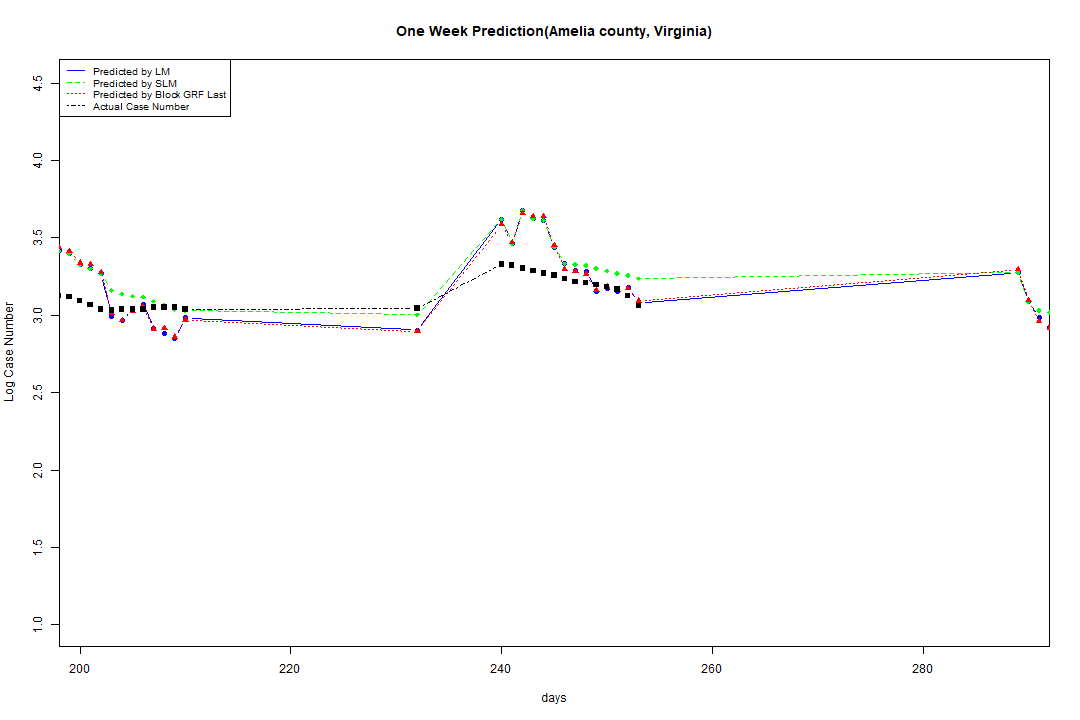 One Week Prediction(Amelia county, Virginia)
Predicted by LM
Predicted by SLM
Predicted by Block GRF Last
Actual Case Number
4.5
4.0
3.5
3.0
2.5
2.0
1.5
1.0
Log Case Number
200 220 240 260 280
days